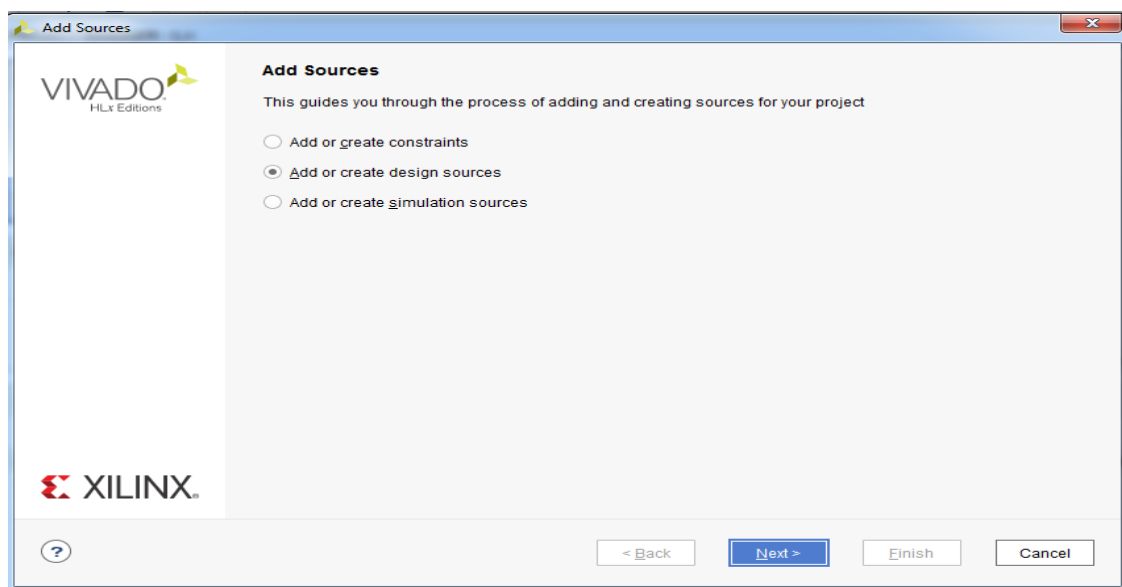 Add Sources
VIVADO.
HLx Editions
Add Sources
This guides you through the process of adding and creating sources for your project
Add or create constraints
Add or create design sources
Add or create simulation sources
XILINX.
?
< Back
Next >
Finish
Cancel